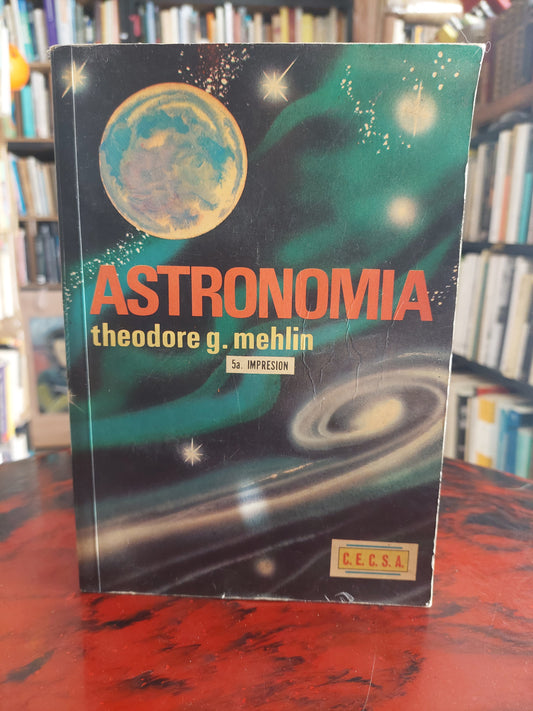 ASTRONOMIA
theodore g. mehlin
5a. IMPRESION
C. E. C. S. A.